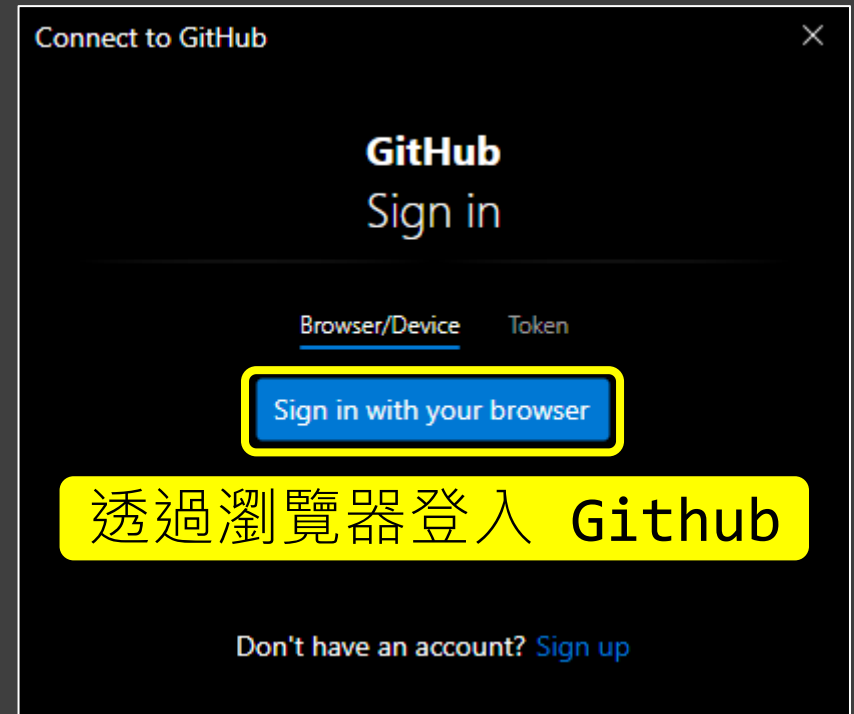 Connect to GitHub
GitHub
Sign in
Browser/Device Token
Sign in with your browser
透過瀏覽器登入 Github
Don't have an account? Sign up